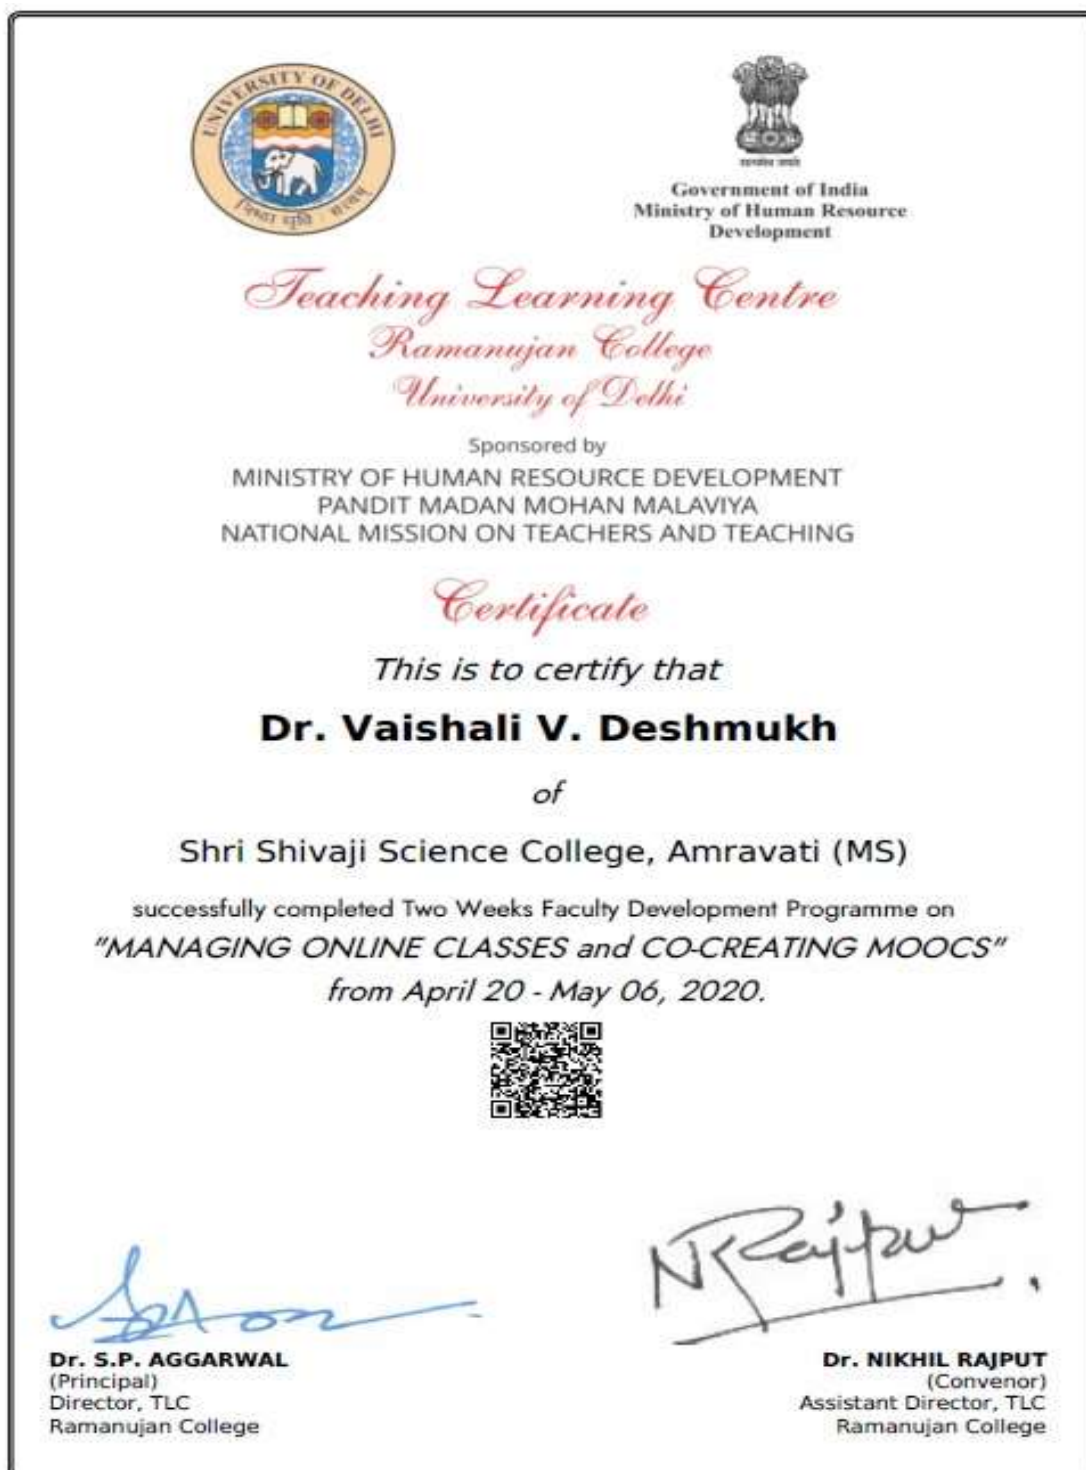 UNIVERSITY OF DELHI
सत्यमेव जयते
Government of India
Ministry of Human Resource
Development
Teaching Learning Centre
Ramanujan College
University of Delhi
Sponsored by
MINISTRY OF HUMAN RESOURCE DEVELOPMENT
PANDIT MADAN MOHAN MALAVIYA
NATIONAL MISSION ON TEACHERS AND TEACHING
Certificate
This is to certify that
Dr. Vaishali V. Deshmukh
of
Shri Shivaji Science College, Amravati (MS)
successfully completed Two Weeks Faculty Development Programme on
"MANAGING ONLINE CLASSES and CO-CREATING MOOCS"
from April 20 - May 06, 2020.
NRajput
Dr. S.P. AGGARWAL
(Principal)
Director, TLC
Ramanujan College
Dr. NIKHIL RAJPUT
(Convenor)
Assistant Director, TLC
Ramanujan College